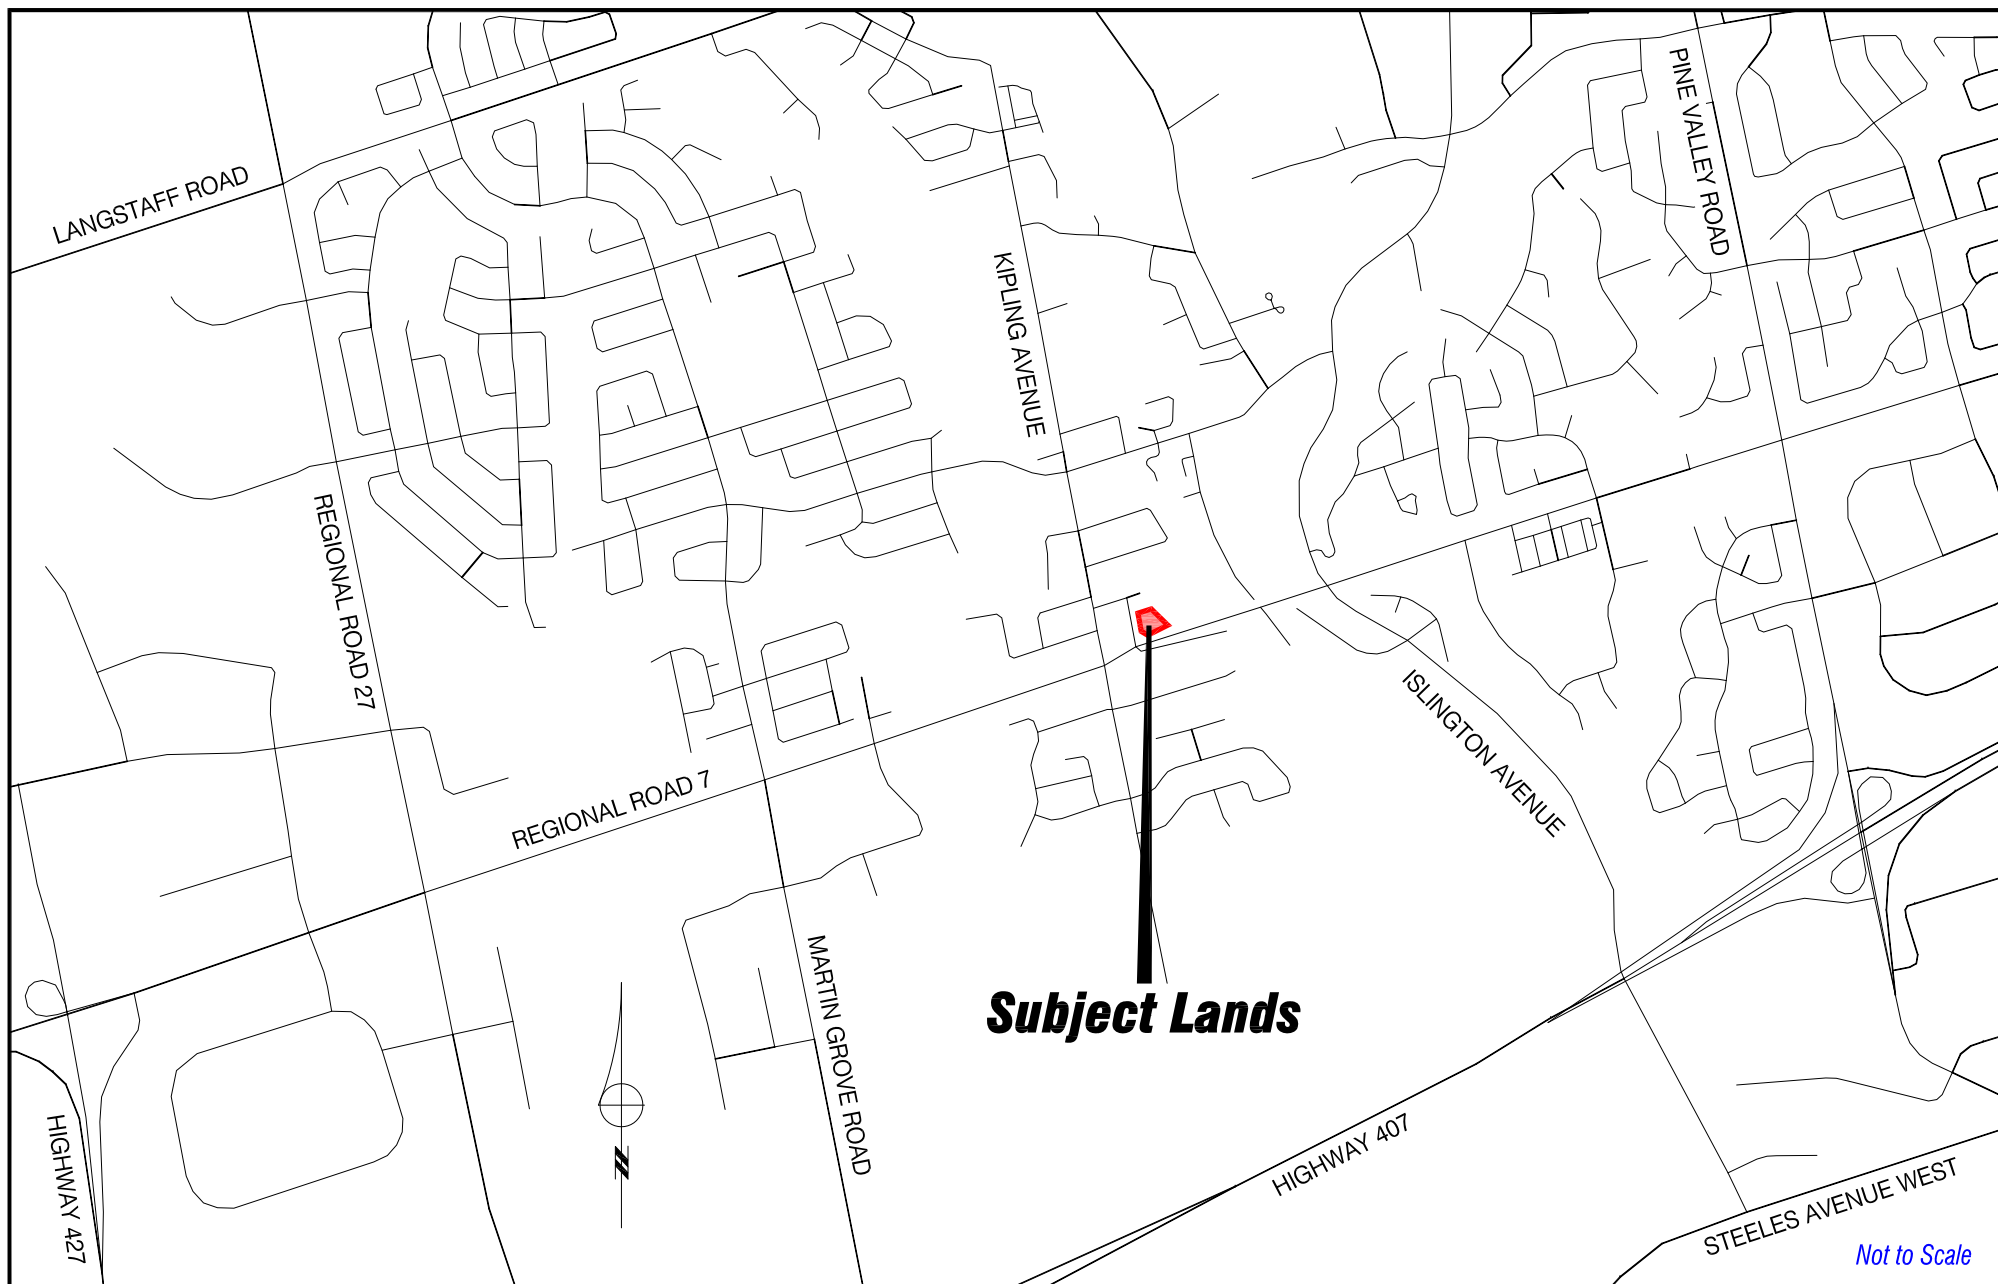 PINE VALLEY ROAD
LANGSTAFF ROAD
KIPLING AVENUE
REGIONAL ROAD 27
ISLINGTON AVENUE
REGIONAL ROAD 7
MARTIN GROVE ROAD
Subject Lands
N
HIGHWAY 427
HIGHWAY 407
STEELES AVENUE WEST
Not to Scale